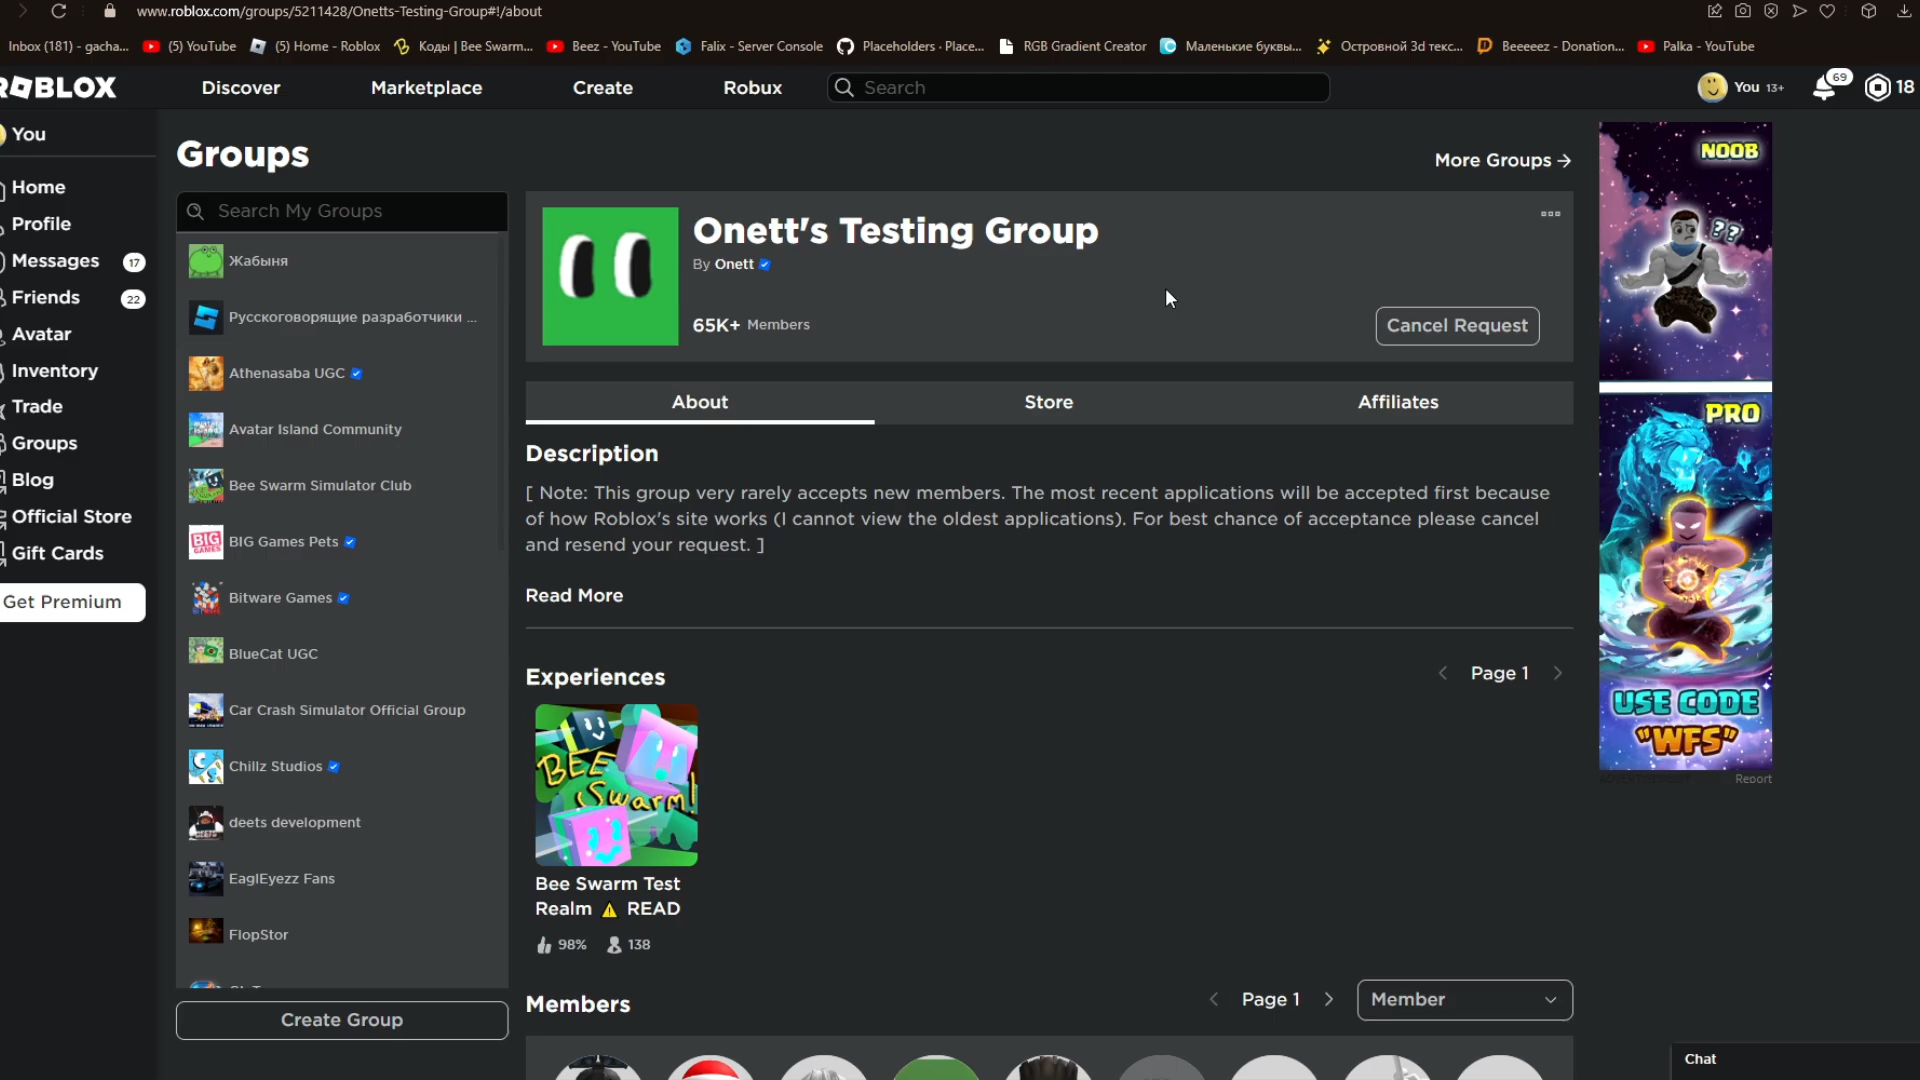 www.roblox.com/groups/5211428/Onetts-Testing-Group#!/about
Inbox (181) - gacha...
(5) YouTube
(5) Home - Roblox
Коды | Bee Swarm...
Beez - YouTube
Falix - Server Console
Placeholders · Place...
RGB Gradient Creator
Маленькие буквы...
Островной 3d текс...
Beeeeez - Donation...
Palka - YouTube
ROBLOX
Discover
Marketplace
Create
Robux
Search
You 13+
69
18
You
Home
Profile
Messages 17
Friends 22
Avatar
Inventory
Trade
Groups
Blog
Official Store
Gift Cards
Get Premium
Groups
More Groups →
Search My Groups
Жабыня
Русскоговорящие разработчики ...
Athenasaba UGC
Avatar Island Community
Bee Swarm Simulator Club
BIG Games Pets
Bitware Games
BlueCat UGC
Car Crash Simulator Official Group
Chillz Studios
deets development
EaglEyezz Fans
FlopStor
Create Group
Onett's Testing Group
By Onett
65K+ Members
Cancel Request
About
Store
Affiliates
Description
[ Note: This group very rarely accepts new members. The most recent applications will be accepted first because
of how Roblox's site works (I cannot view the oldest applications). For best chance of acceptance please cancel
and resend your request. ]
Read More
Experiences
Page 1
BEE
Swarm!
Bee Swarm Test
Realm ⚠ READ
98% 138
Members
Page 1
Member
NOOB
??
PRO
USE CODE
"WFS"
ADVERTISEMENT
Report
Chat